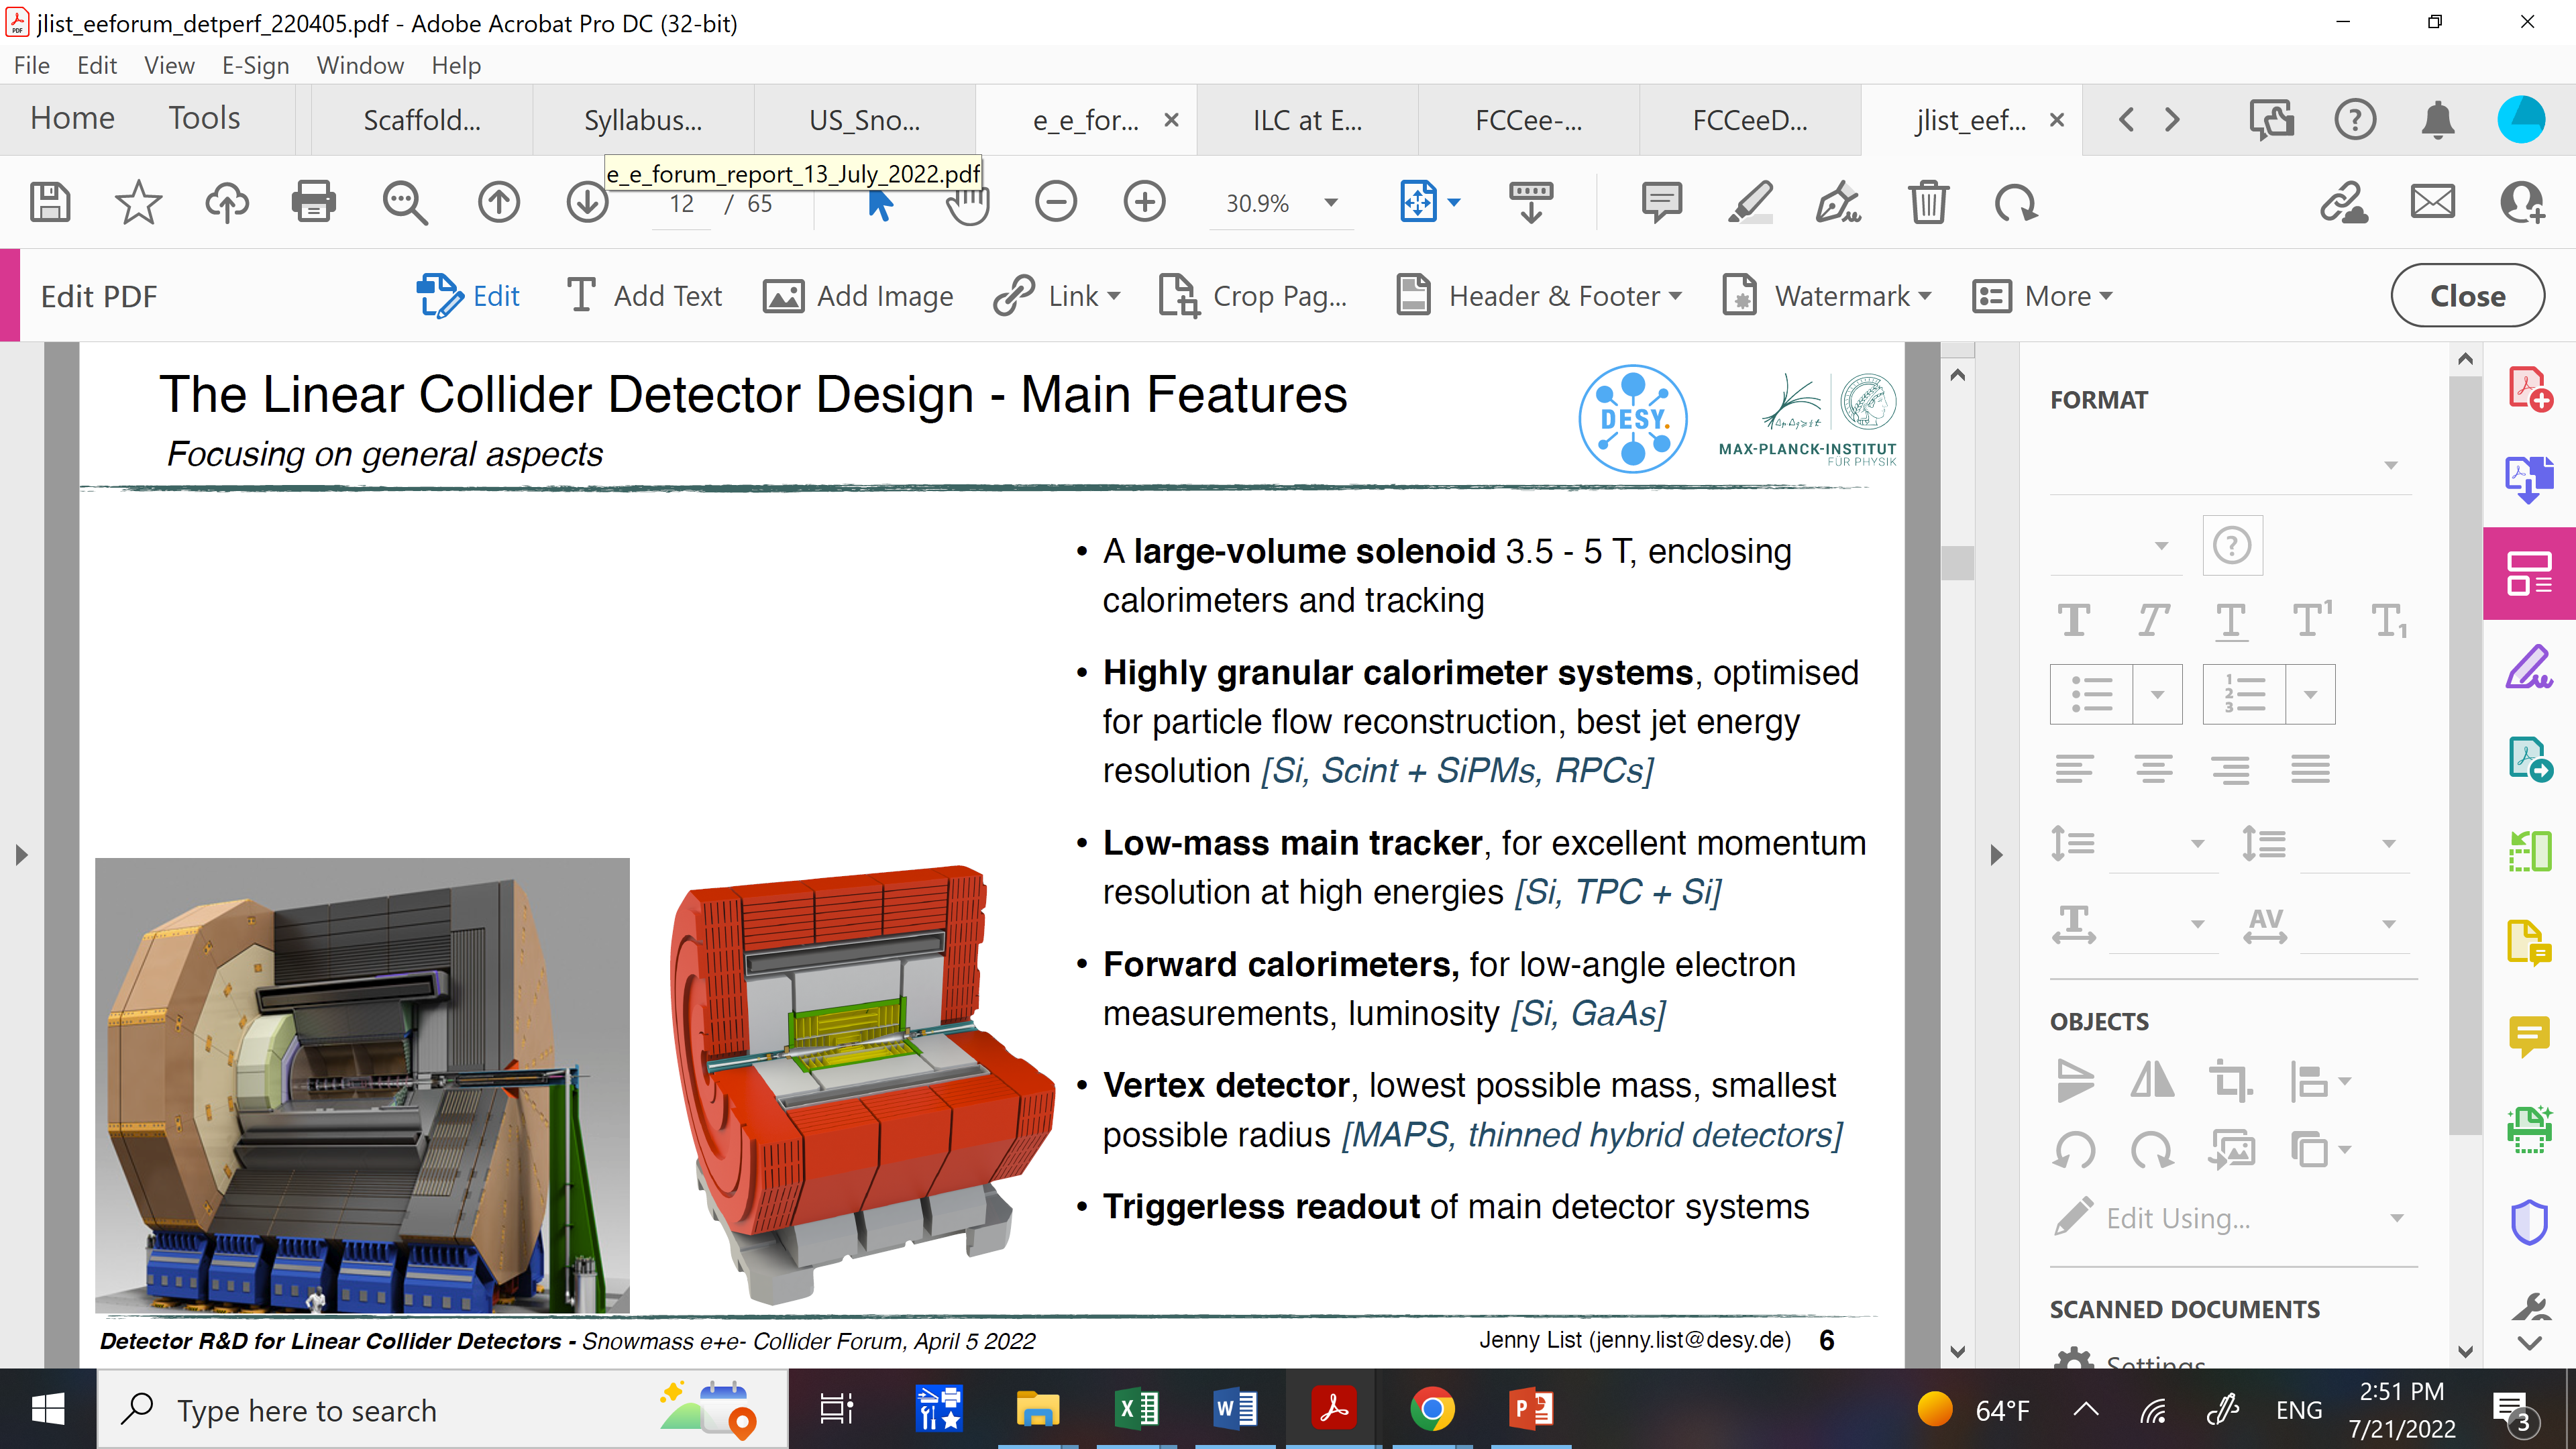 jlist_eeforum_detperf_220405.pdf - Adobe Acrobat Pro DC (32-bit)
File Edit View E-Sign Window Help
Home Tools Scaffold... Syllabus... US_Sno... e_e_for... ILC at E... FCCee-... FCCeeD... jlist_eef...
e_e_forum_report_13_July_2022.pdf
12 / 65 30.9%
Edit PDF Edit Add Text Add Image Link Crop Pag... Header & Footer Watermark More Close
The Linear Collider Detector Design - Main Features
Focusing on general aspects
DESY.
MAX-PLANCK-INSTITUT
FÜR PHYSIK
• A large-volume solenoid 3.5 - 5 T, enclosing
calorimeters and tracking
• Highly granular calorimeter systems, optimised
for particle flow reconstruction, best jet energy
resolution [Si, Scint + SiPMs, RPCs]
• Low-mass main tracker, for excellent momentum
resolution at high energies [Si, TPC + Si]
• Forward calorimeters, for low-angle electron
measurements, luminosity [Si, GaAs]
• Vertex detector, lowest possible mass, smallest
possible radius [MAPS, thinned hybrid detectors]
• Triggerless readout of main detector systems
Detector R&D for Linear Collider Detectors - Snowmass e+e- Collider Forum, April 5 2022
Jenny List (jenny.list@desy.de) 6
FORMAT
OBJECTS
Edit Using...
SCANNED DOCUMENTS
Settings
Type here to search
64°F ENG 2:51 PM
7/21/2022
3